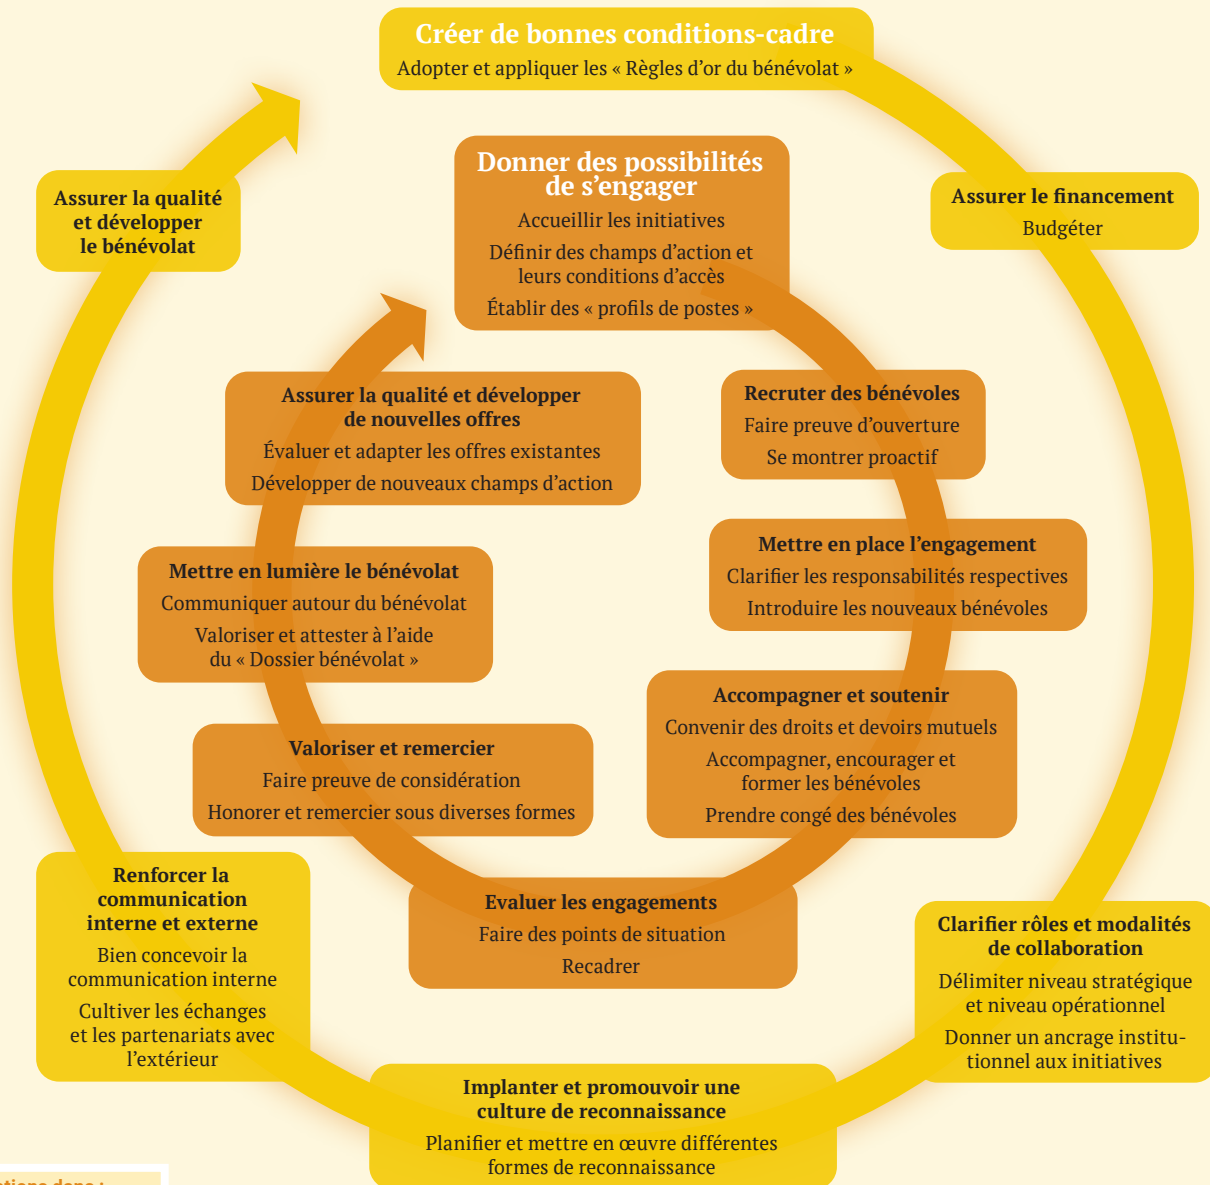 Créer de bonnes conditions-cadre
Adopter et appliquer les « Règles d'or du bénévolat »
Assurer le financement
Budgéter
Clarifier rôles et modalités
de collaboration
Délimiter niveau stratégique
et niveau opérationnel
Donner un ancrage institu-
tionnel aux initiatives
Implanter et promouvoir une
culture de reconnaissance
Planifier et mettre en œuvre différentes
formes de reconnaissance
Renforcer la
communication
interne et externe
Bien concevoir la
communication interne
Cultiver les échanges
et les partenariats avec
l'extérieur
Assurer la qualité
et développer
le bénévolat
Donner des possibilités
de s'engager
Accueillir les initiatives
Définir des champs d'action et
leurs conditions d'accès
Établir des « profils de postes »
Recruter des bénévoles
Faire preuve d'ouverture
Se montrer proactif
Mettre en place l'engagement
Clarifier les responsabilités respectives
Introduire les nouveaux bénévoles
Accompagner et soutenir
Convenir des droits et devoirs mutuels
Accompagner, encourager et
former les bénévoles
Prendre congé des bénévoles
Evaluer les engagements
Faire des points de situation
Recadrer
Valoriser et remercier
Faire preuve de considération
Honorer et remercier sous diverses formes
Mettre en lumière le bénévolat
Communiquer autour du bénévolat
Valoriser et attester à l'aide
du « Dossier bénévolat »
Assurer la qualité et développer
de nouvelles offres
Évaluer et adapter les offres existantes
Développer de nouveaux champs d'action